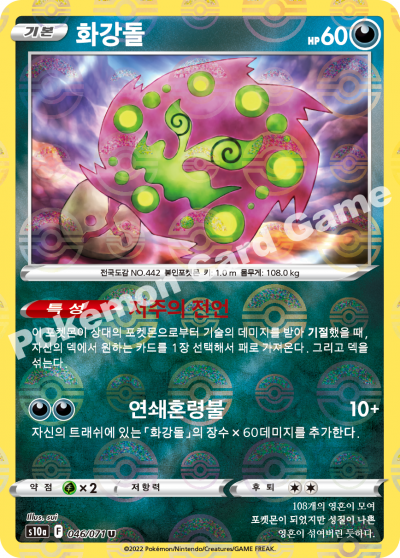 기본 화강돌 HP60
전국도감 NO.442 봉인포켓몬 키: 1.0 m 몸무게: 108.0 kg
특성 저주의 전언
이 포켓몬이 상대의 포켓몬으로부터 기술의 데미지를 받아 기절했을 때,
자신의 덱에서 원하는 카드를 1장 선택해서 패로 가져온다. 그리고 덱을
섞는다.
연쇄혼령불 10+
자신의 트래쉬에 있는 「화강돌」의 장수×60데미지를 추가한다.
약점 ×2 저항력 후퇴
Illus. sui
s10a F 046/071 U
108개의 영혼이 모여
포켓몬이 되었지만 성질이 나쁜
영혼이 섞여버린 듯하다.
©2022 Pokémon/Nintendo/Creatures/GAME FREAK.
Pokémon Card Game